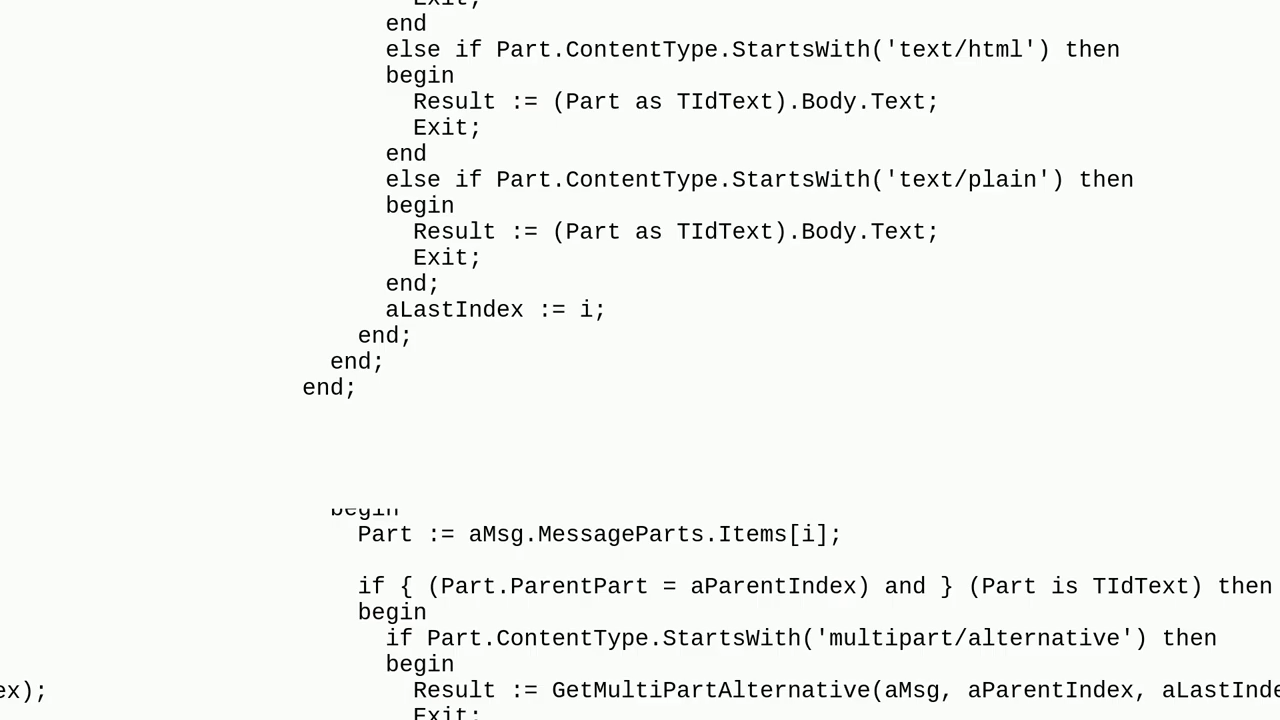 Exit;
end
else if Part.ContentType.StartsWith('text/html') then
begin
Result := (Part as TIdText).Body.Text;
Exit;
end
else if Part.ContentType.StartsWith('text/plain') then
begin
Result := (Part as TIdText).Body.Text;
Exit;
end;
aLastIndex := i;
end;
end;
end;
begin
Part := aMsg.MessageParts.Items[i];
if { (Part.ParentPart = aParentIndex) and } (Part is TIdText) then
begin
if Part.ContentType.StartsWith('multipart/alternative') then
begin
ex); Result := GetMultiPartAlternative(aMsg, aParentIndex, aLastInde
Exit;